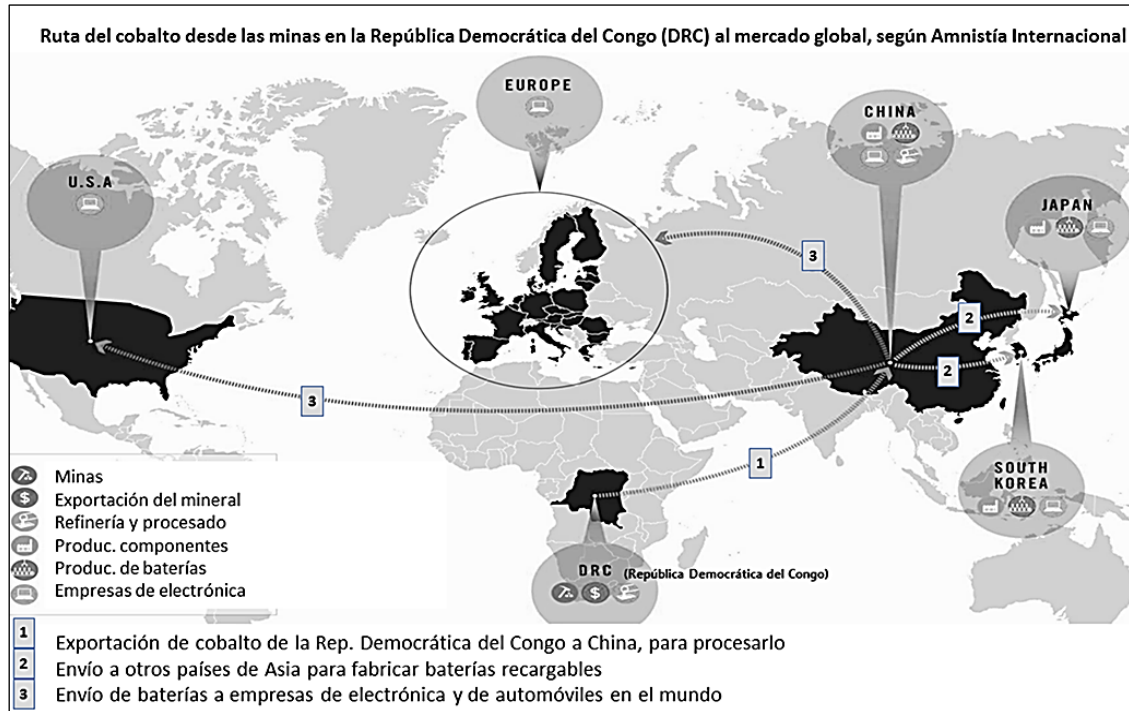 Ruta del cobalto desde las minas en la República Democrática del Congo (DRC) al mercado global, según Amnistía Internacional
EUROPE
CHINA
U.S.A
JAPAN
3
2
2
3
1
SOUTH
KOREA
Minas
$ Exportación del mineral
Refinería y procesado
Produc. componentes
Produc. de baterías
Empresas de electrónica
DRC (República Democrática del Congo)
$
1 Exportación de cobalto de la Rep. Democrática del Congo a China, para procesarlo
2 Envío a otros países de Asia para fabricar baterías recargables
3 Envío de baterías a empresas de electrónica y de automóviles en el mundo